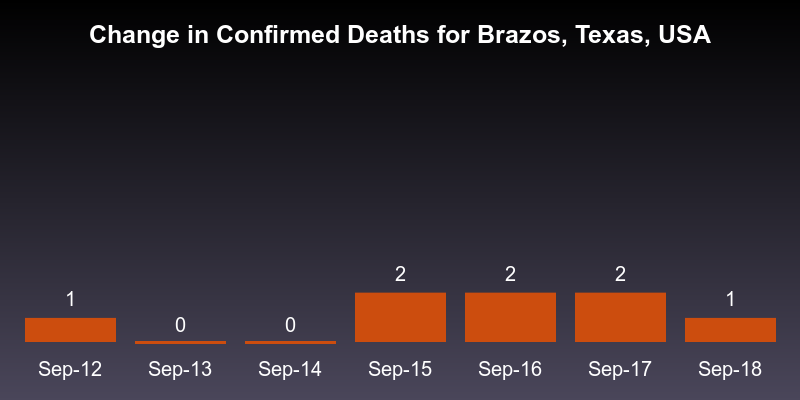 Change in Confirmed Deaths for Brazos, Texas, USA
1 0 0 2 2 2 1
Sep-12 Sep-13 Sep-14 Sep-15 Sep-16 Sep-17 Sep-18